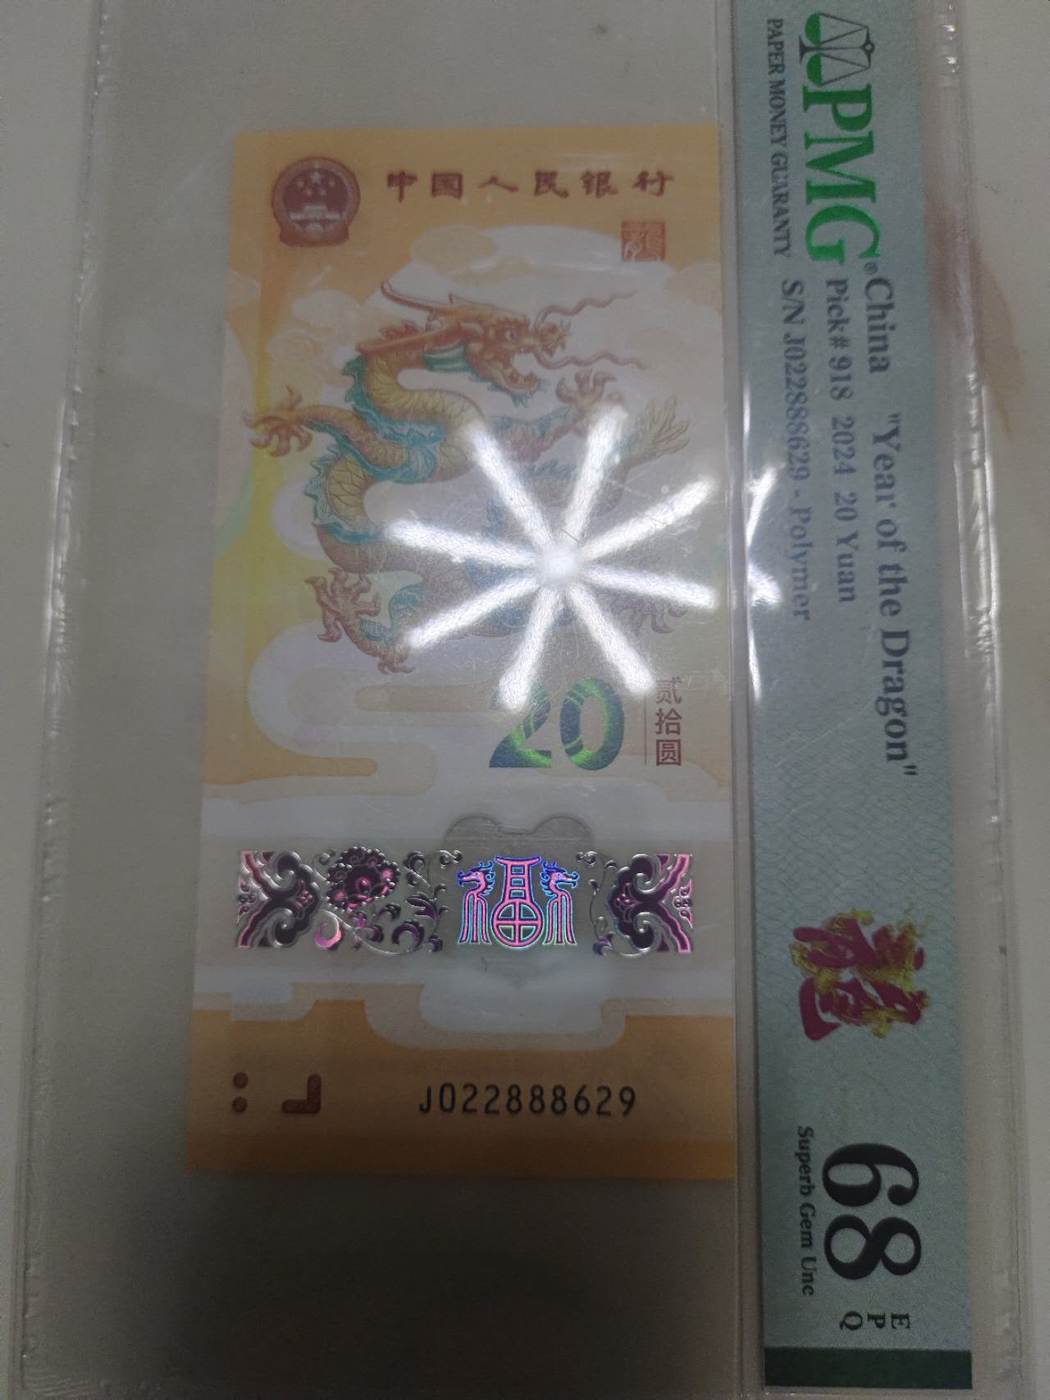 中国人民银行
20
贰拾圆
J022888629
PMG
PAPER MONEY GUARANTY
China "Year of the Dragon"
Pick# 918 2024 20 Yuan
S/N J022888629 - Polymer
68
EPQ
Superb Gem Unc